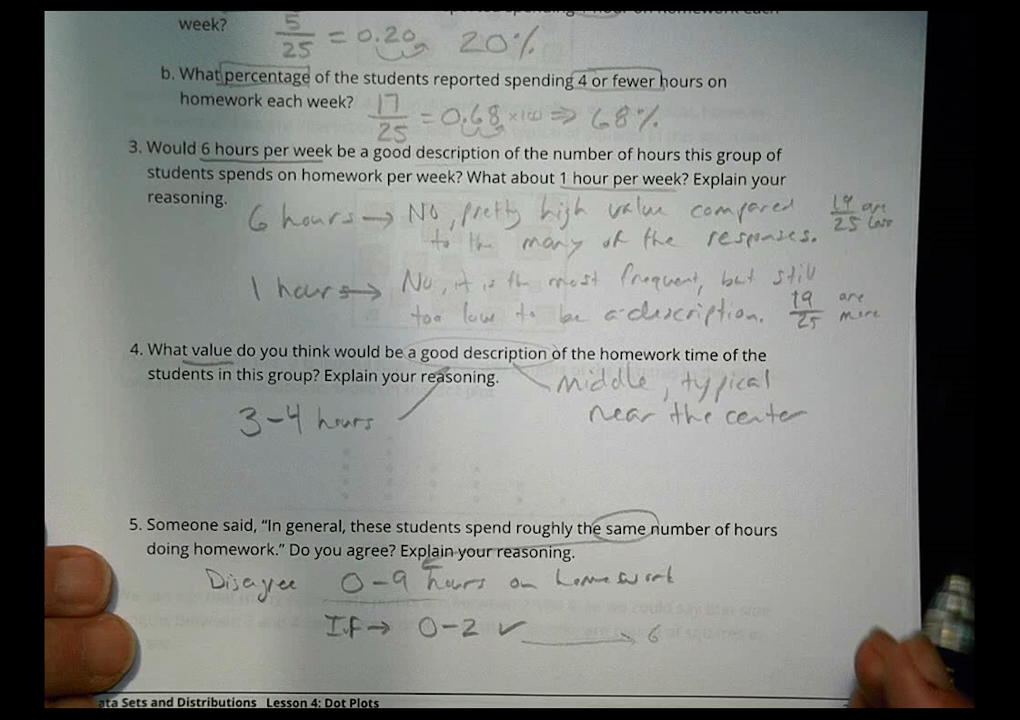 week? 5/25 = 0.20 20%
b. What percentage of the students reported spending 4 or fewer hours on
homework each week? 17/25 = 0.68 ×100 ⇒ 68%
3. Would 6 hours per week be a good description of the number of hours this group of
students spends on homework per week? What about 1 hour per week? Explain your
reasoning.
6 hours → No, pretty high value compared 19/25 are
to the many of the responses. less
1 hours → No, it is the most frequent, but still
too low to be a description. 19/25 are more
4. What value do you think would be a good description of the homework time of the
students in this group? Explain your reasoning.
middle, typical
3-4 hours near the center
5. Someone said, “In general, these students spend roughly the same number of hours
doing homework.” Do you agree? Explain your reasoning.
Disagree 0-9 hours on homework
If → 0-2 ✓ → 6
ata Sets and Distributions Lesson 4: Dot Plots